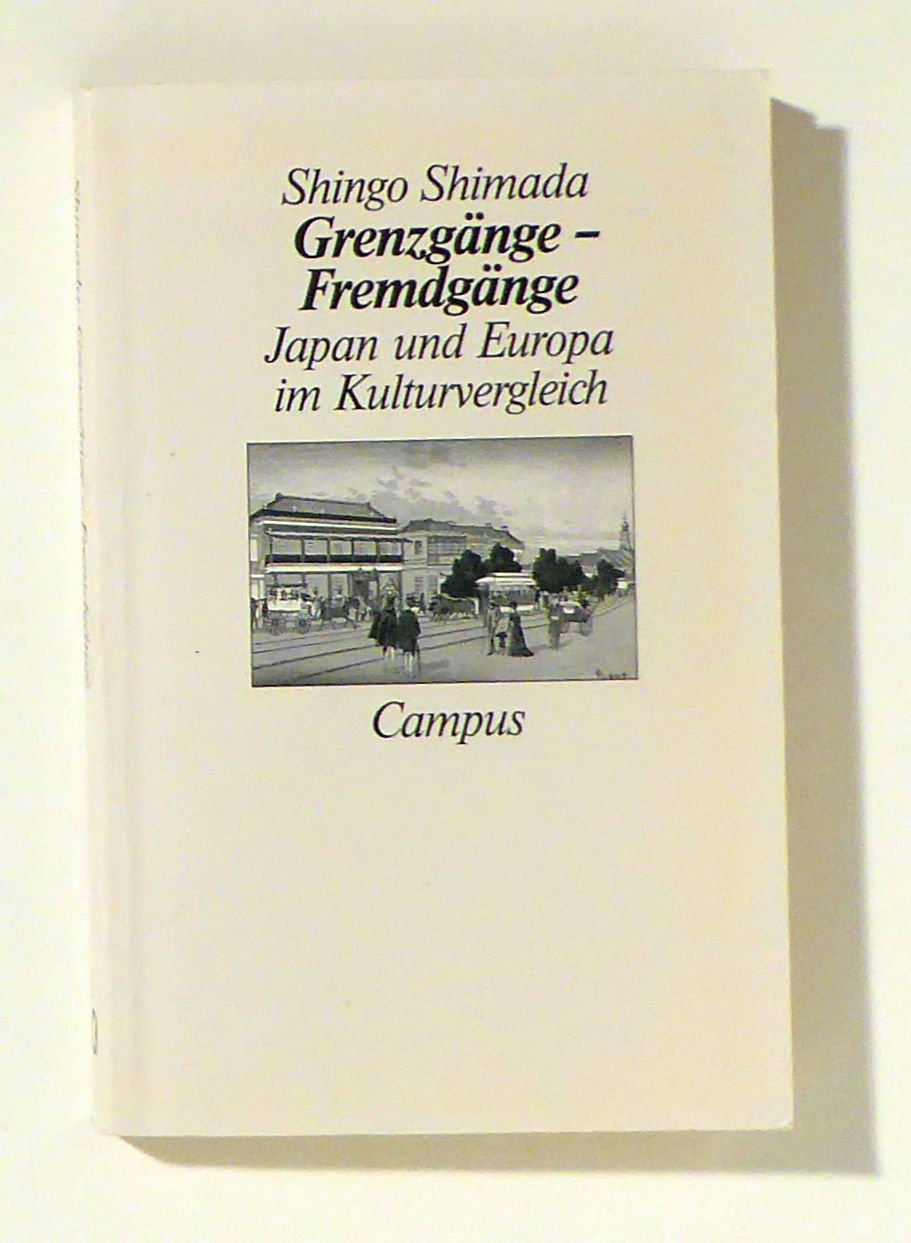 Shingo Shimada
Grenzgänge –
Fremdgänge
Japan und Europa
im Kulturvergleich
Campus